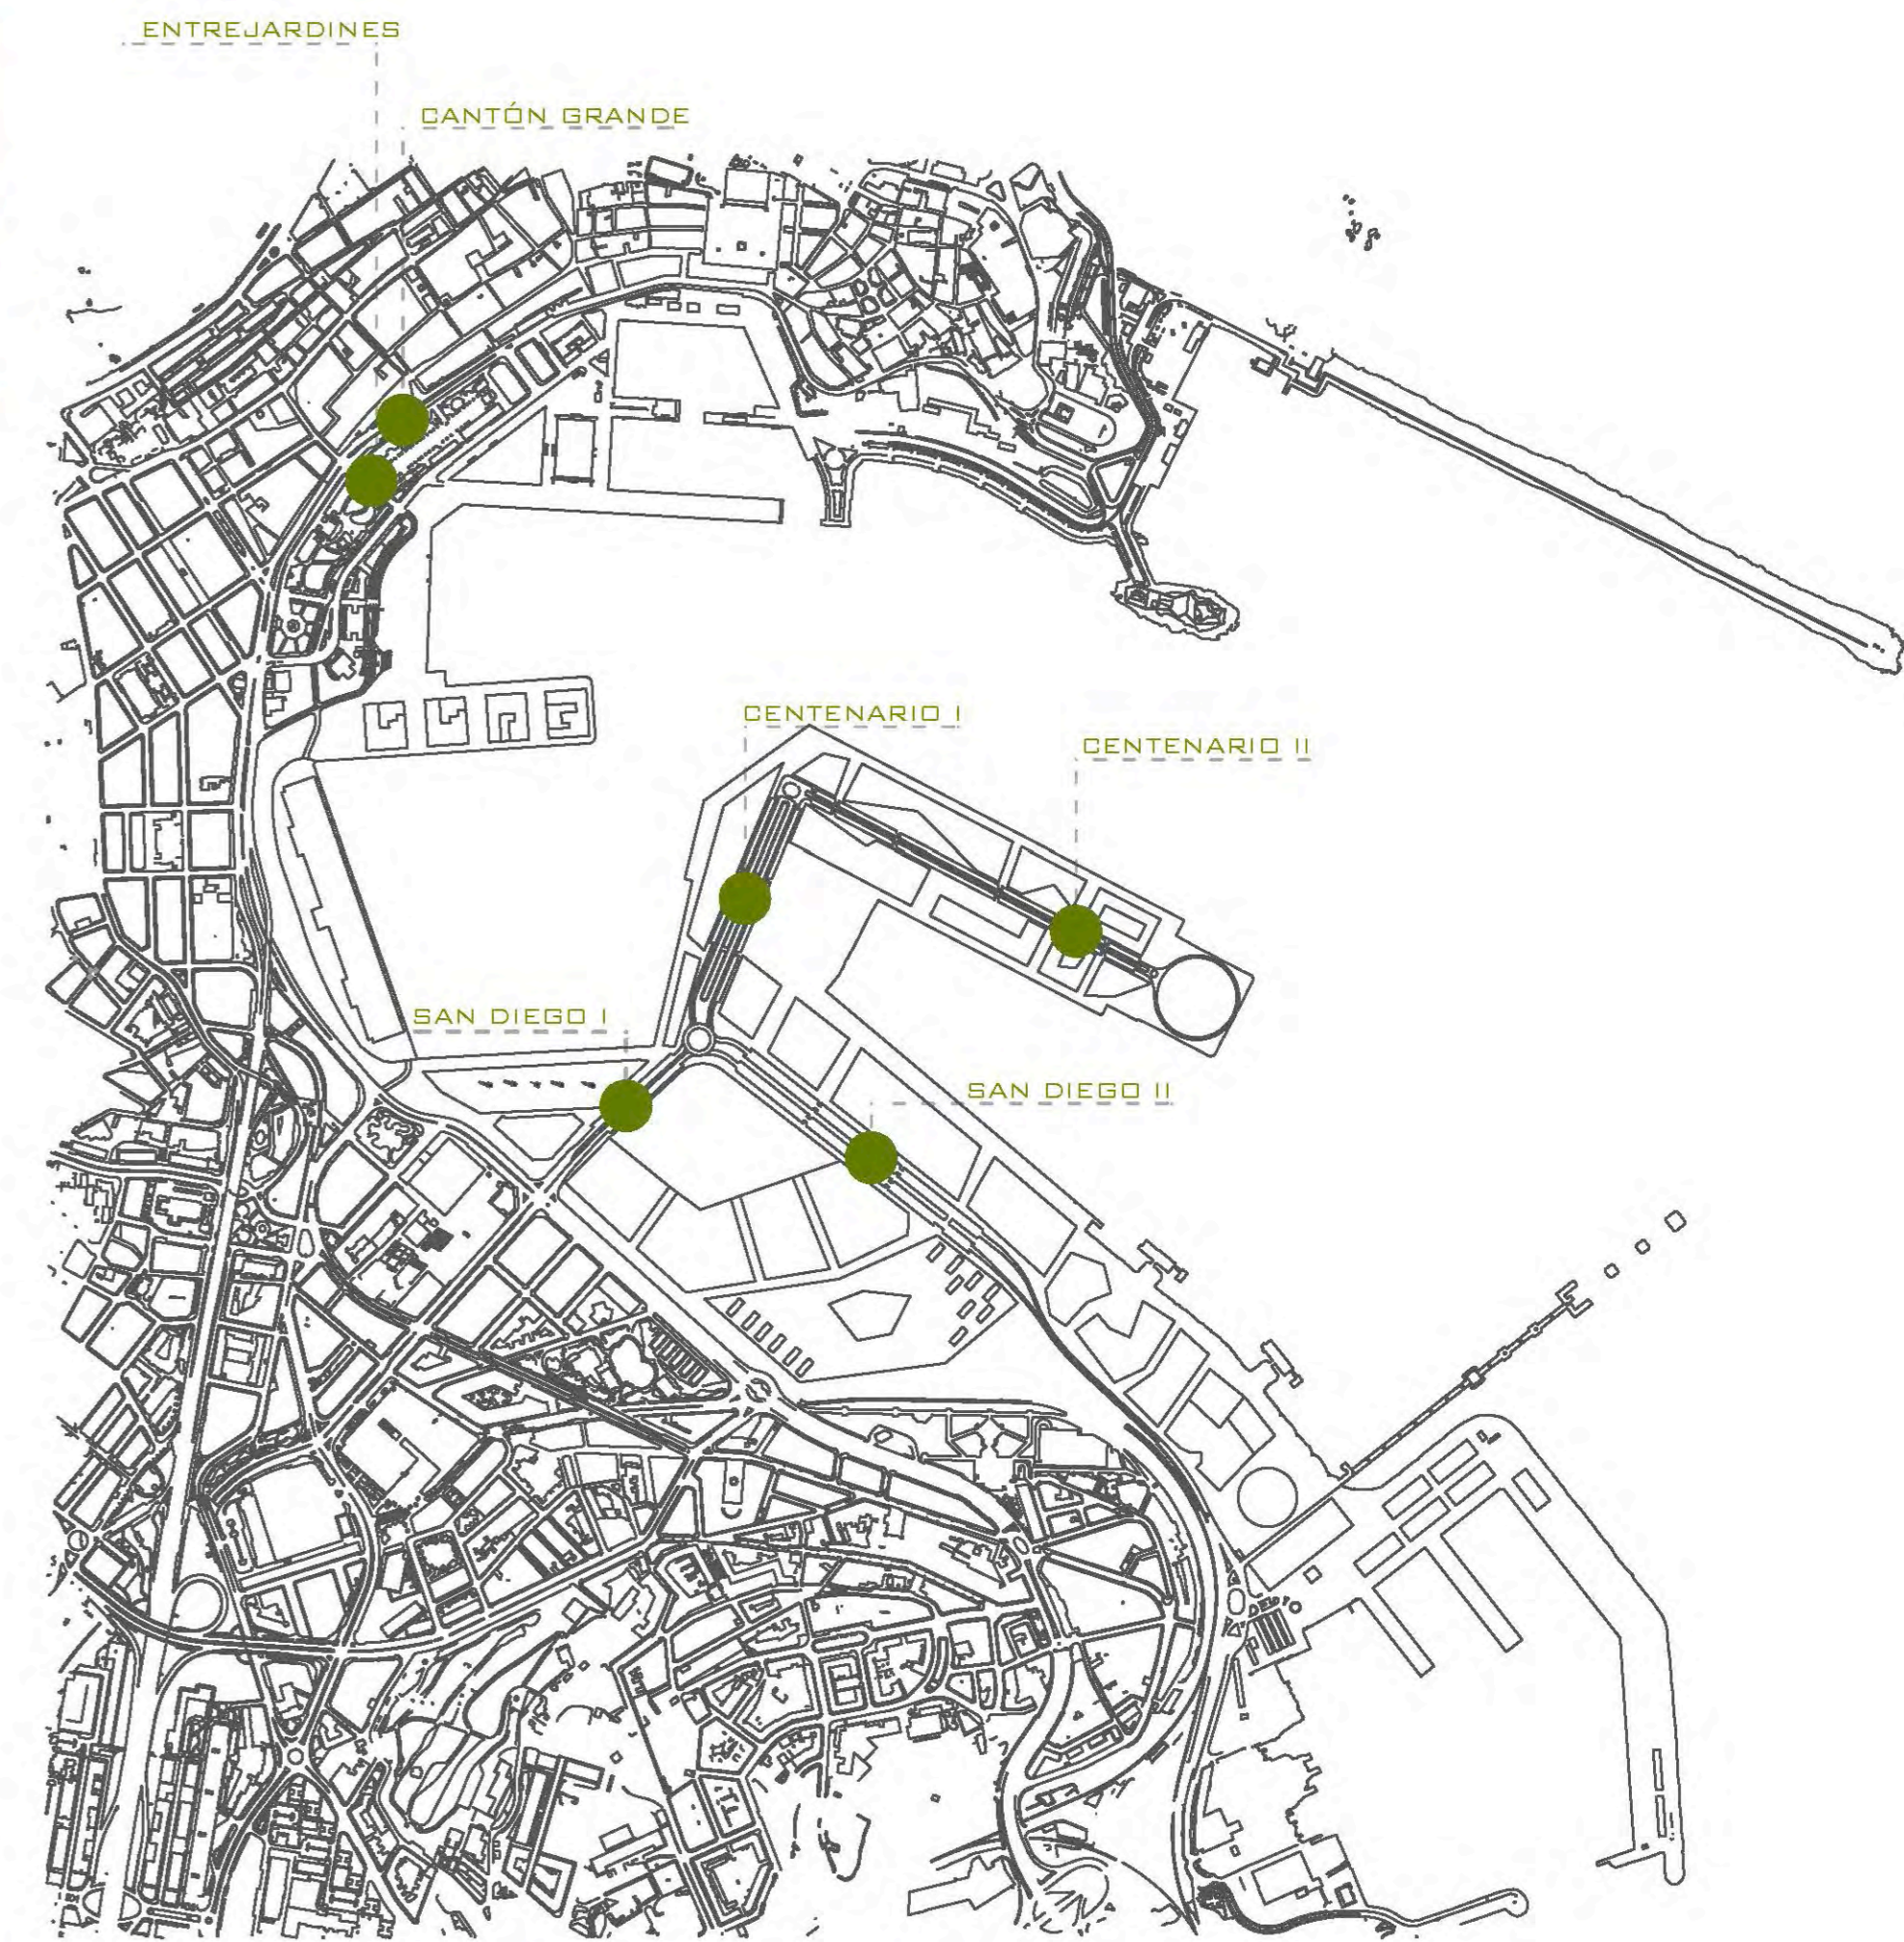 ENTREJARDINES
CANTÓN GRANDE
CENTENARIO I
CENTENARIO II
SAN DIEGO I
SAN DIEGO II